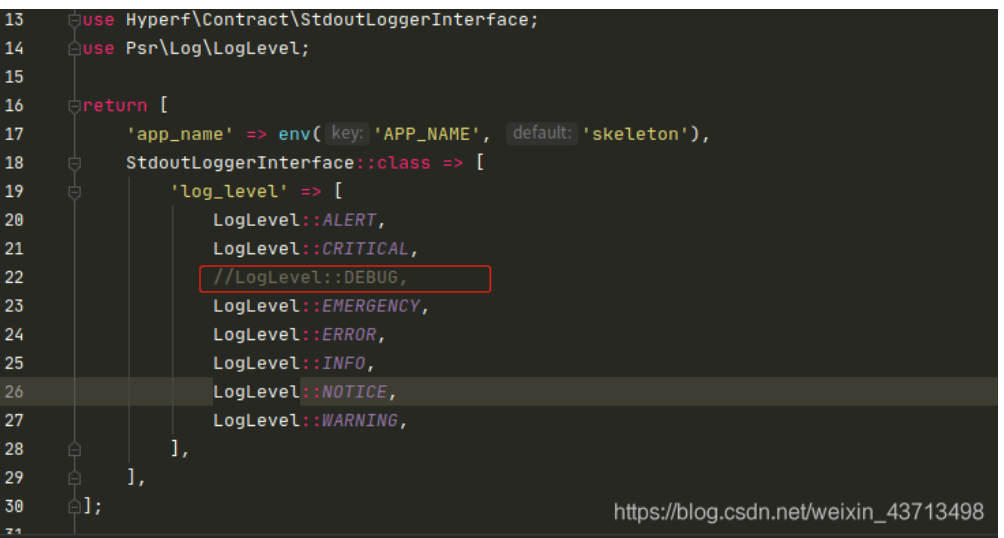 13 use Hyperf\Contract\StdoutLoggerInterface;
14 use Psr\Log\LogLevel;
15
16 return [
17     'app_name' => env( key: 'APP_NAME', default: 'skeleton'),
18     StdoutLoggerInterface::class => [
19         'log_level' => [
20             LogLevel::ALERT,
21             LogLevel::CRITICAL,
22             //LogLevel::DEBUG,
23             LogLevel::EMERGENCY,
24             LogLevel::ERROR,
25             LogLevel::INFO,
26             LogLevel::NOTICE,
27             LogLevel::WARNING,
28         ],
29     ],
30 ];
https://blog.csdn.net/weixin_43713498
31